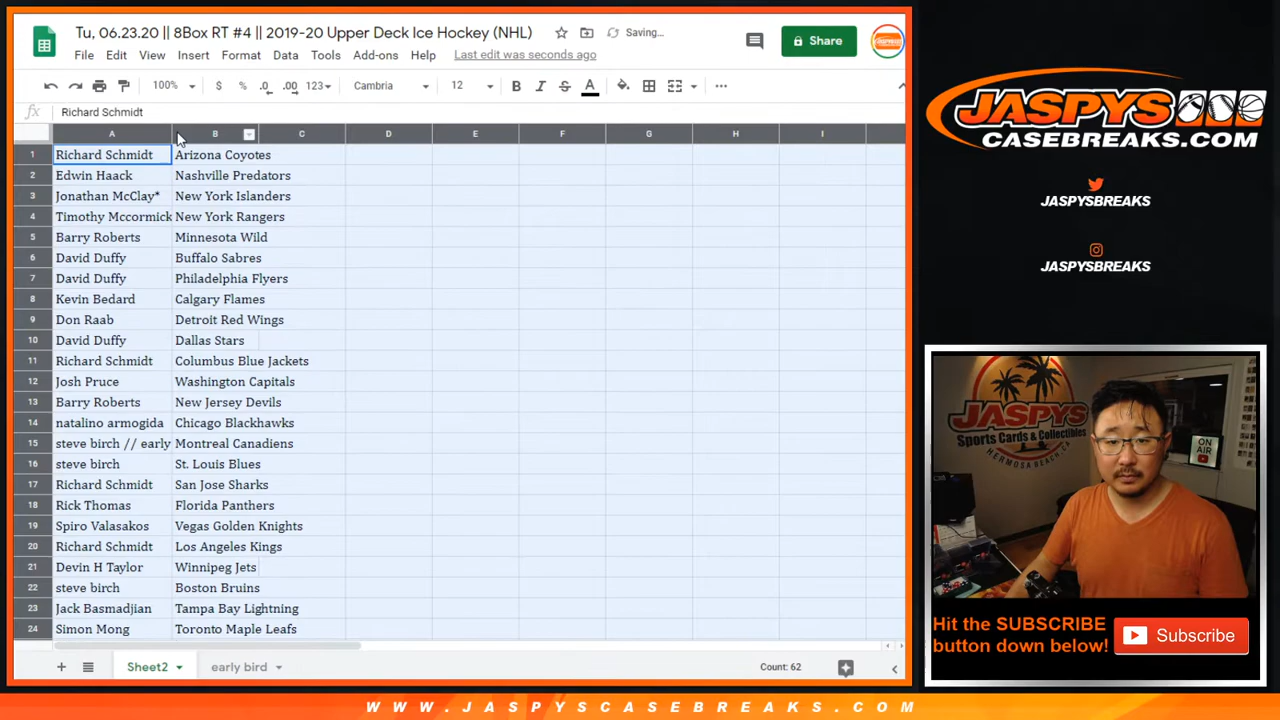 Tu, 06.23.20 || 8Box RT #4 || 2019-20 Upper Deck Ice Hockey (NHL) Saving...
Share
File Edit View Insert Format Data Tools Add-ons Help Last edit was seconds ago
100% $ % .0 .00 123 Cambria 12 B I S A
fx Richard Schmidt
A B C D E F G H I
1 Richard Schmidt Arizona Coyotes
2 Edwin Haack Nashville Predators
3 Jonathan McClay* New York Islanders
4 Timothy Mccormick New York Rangers
5 Barry Roberts Minnesota Wild
6 David Duffy Buffalo Sabres
7 David Duffy Philadelphia Flyers
8 Kevin Bedard Calgary Flames
9 Don Raab Detroit Red Wings
10 David Duffy Dallas Stars
11 Richard Schmidt Columbus Blue Jackets
12 Josh Pruce Washington Capitals
13 Barry Roberts New Jersey Devils
14 natalino armogida Chicago Blackhawks
15 steve birch // early Montreal Canadiens
16 steve birch St. Louis Blues
17 Richard Schmidt San Jose Sharks
18 Rick Thomas Florida Panthers
19 Spiro Valasakos Vegas Golden Knights
20 Richard Schmidt Los Angeles Kings
21 Devin H Taylor Winnipeg Jets
22 steve birch Boston Bruins
23 Jack Basmadjian Tampa Bay Lightning
24 Simon Mong Toronto Maple Leafs
Sheet2 early bird Count: 62
JASPYS
CASEBREAKS.COM
JASPYSBREAKS
JASPYSBREAKS
JASPYS
Sports Cards & Collectibles
HERMOSA BEACH, CA
ON
AIR
Hit the SUBSCRIBE
button down below!
Subscribe
WWW.JASPYSCASEBREAKS.COM